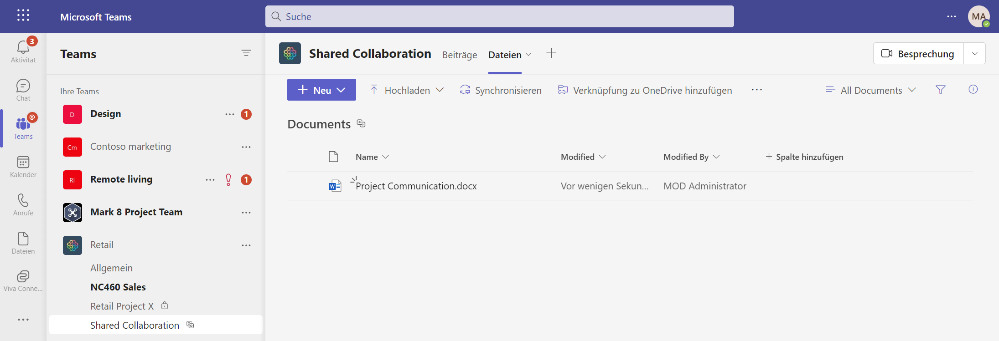 Microsoft Teams
Suche
MA
3
Aktivität
Chat
@
Teams
Kalender
Anrufe
Dateien
Viva Conne...
Teams
Ihre Teams
D
Design
1
Cm
Contoso marketing
Rl
Remote living
1
Mark 8 Project Team
Retail
Allgemein
NC460 Sales
Retail Project X
Shared Collaboration
Shared Collaboration
Beiträge
Dateien
Besprechung
Neu
Hochladen
Synchronisieren
Verknüpfung zu OneDrive hinzufügen
All Documents
Documents
Name
Modified
Modified By
Spalte hinzufügen
W
Project Communication.docx
Vor wenigen Sekun...
MOD Administrator